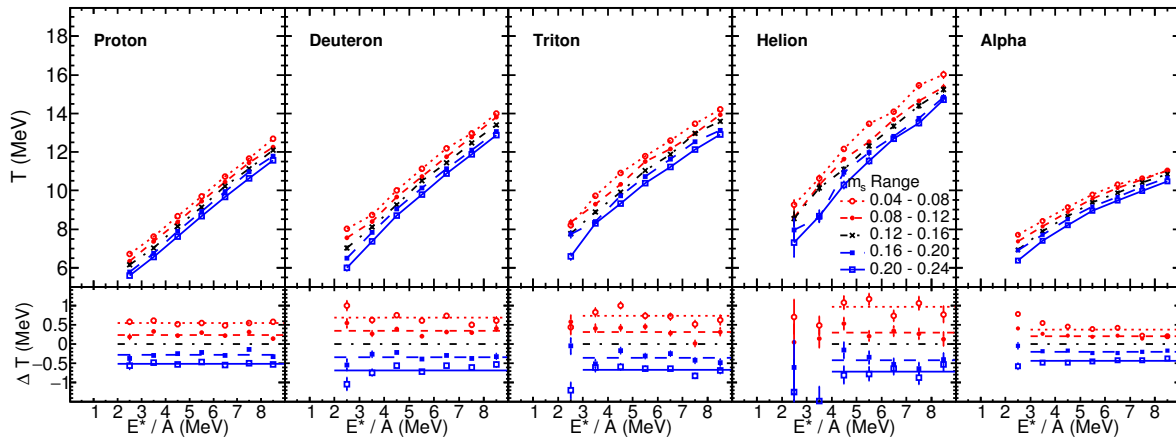 Proton Deuteron Triton Helion Alpha
18
16
14
12
10
8
6
T (MeV)
m_s Range
0.04 - 0.08
0.08 - 0.12
0.12 - 0.16
0.16 - 0.20
0.20 - 0.24
1
0.5
0
−0.5
−1
Δ T (MeV)
1 2 3 4 5 6 7 8 1 2 3 4 5 6 7 8 1 2 3 4 5 6 7 8 1 2 3 4 5 6 7 8 1 2 3 4 5 6 7 8
E* / A (MeV) E* / A (MeV) E* / A (MeV) E* / A (MeV) E* / A (MeV)